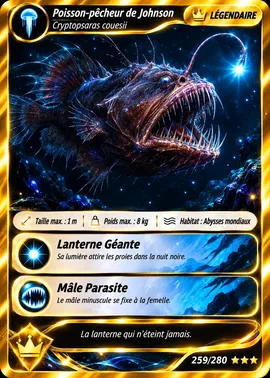 Poisson-pêcheur de Johnson
Cryptopsaras couesii
LÉGENDAIRE
Taille max. : 1 m
Poids max. : 8 kg
Habitat : Abysses mondiaux
Lanterne Géante
Sa lumière attire les proies dans la nuit noire.
Mâle Parasite
Le mâle minuscule se fixe à la femelle.
La lanterne qui n'éteint jamais.
259/280 ★★★